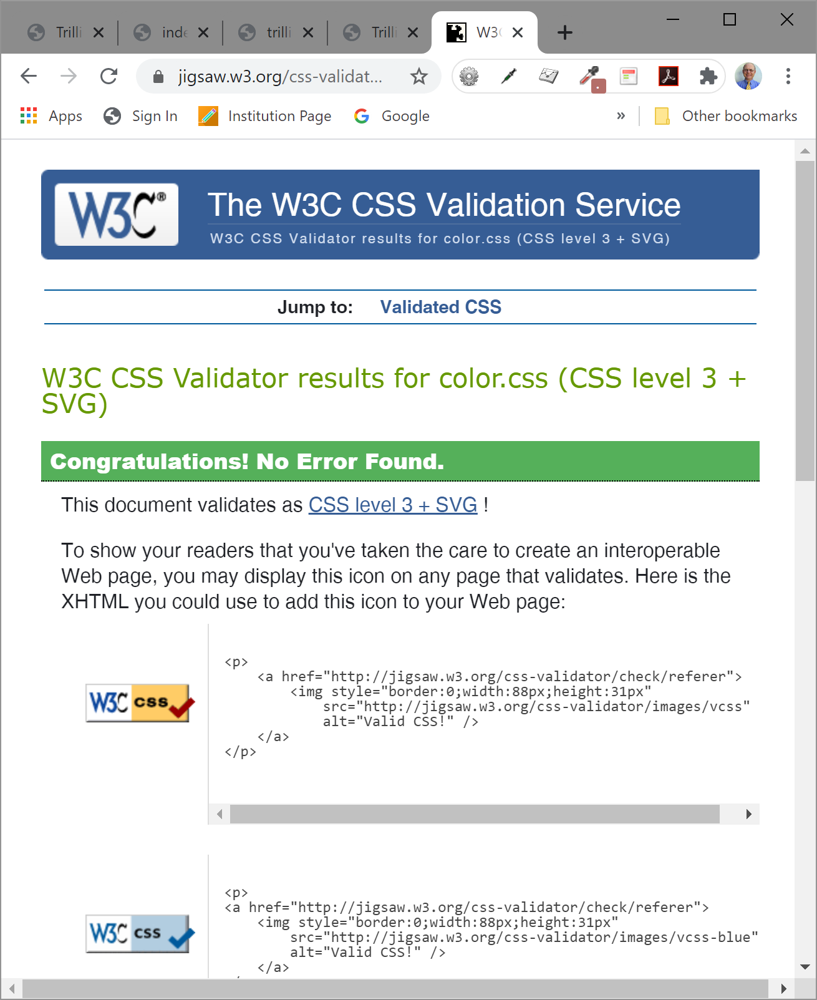 Trilli
inde
trilli
Trilli
W3C
jigsaw.w3.org/css-validat...
Apps
Sign In
Institution Page
Google
»
Other bookmarks
W3C®
The W3C CSS Validation Service
W3C CSS Validator results for color.css (CSS level 3 + SVG)
Jump to: Validated CSS
W3C CSS Validator results for color.css (CSS level 3 +
SVG)
Congratulations! No Error Found.
This document validates as CSS level 3 + SVG !
To show your readers that you've taken the care to create an interoperable
Web page, you may display this icon on any page that validates. Here is the
XHTML you could use to add this icon to your Web page:
W3C css
<p>
<a href="http://jigsaw.w3.org/css-validator/check/referer">
<img style="border:0;width:88px;height:31px"
src="http://jigsaw.w3.org/css-validator/images/vcss"
alt="Valid CSS!" />
</a>
</p>
W3C css
<p>
<a href="http://jigsaw.w3.org/css-validator/check/referer">
<img style="border:0;width:88px;height:31px"
src="http://jigsaw.w3.org/css-validator/images/vcss-blue"
alt="Valid CSS!" />
</a>